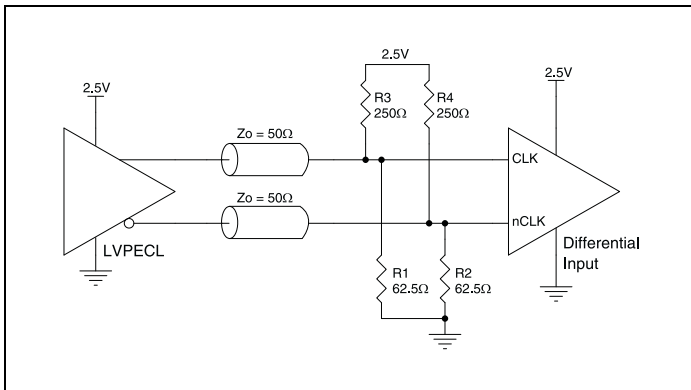 2.5V
2.5V
2.5V
R3
250Ω
R4
250Ω
Zo = 50Ω
CLK
Zo = 50Ω
nCLK
LVPECL
Differential
Input
R1
62.5Ω
R2
62.5Ω